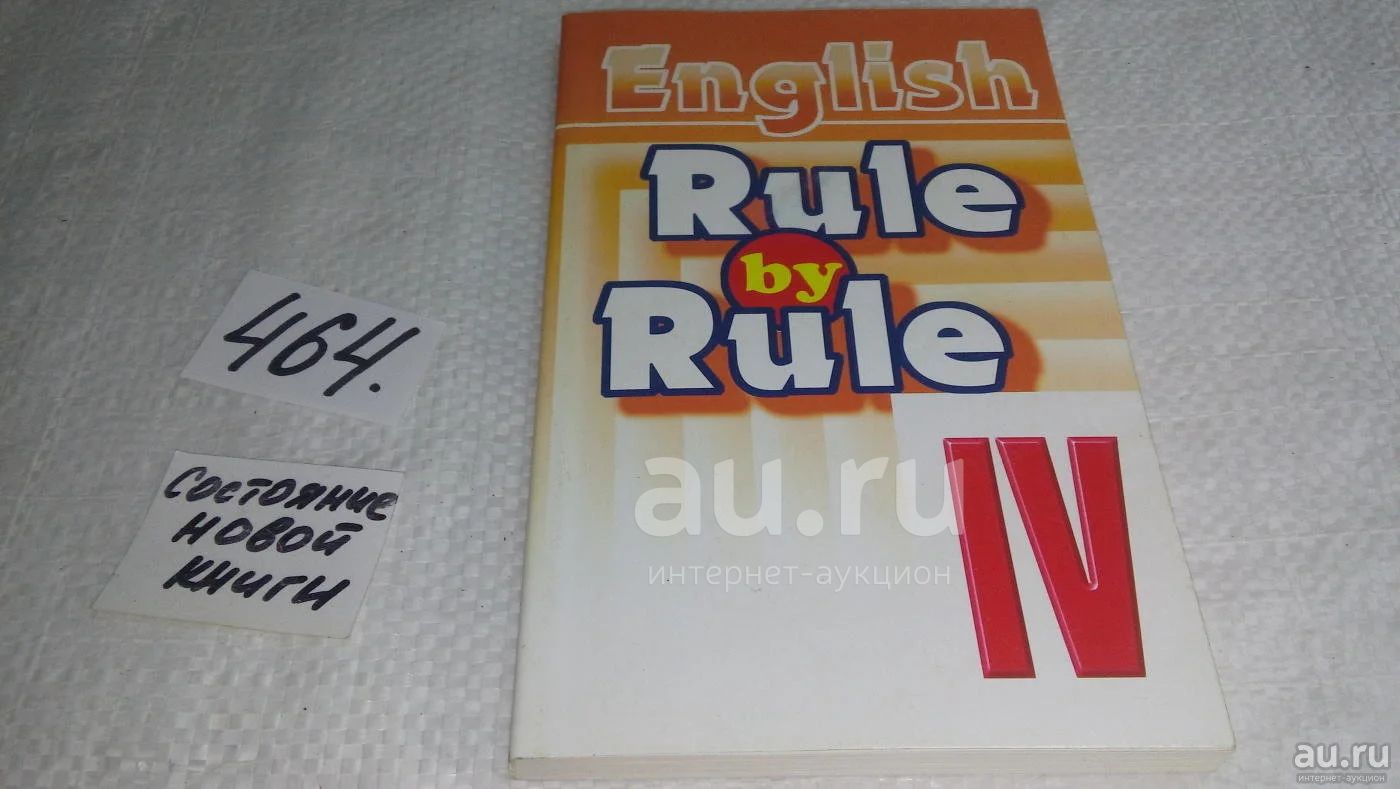 English
Rule
by
Rule
IV
464.
Состояние
новой
книги
au.ru
интернет-аукцион
au.ru
интернет-аукцион